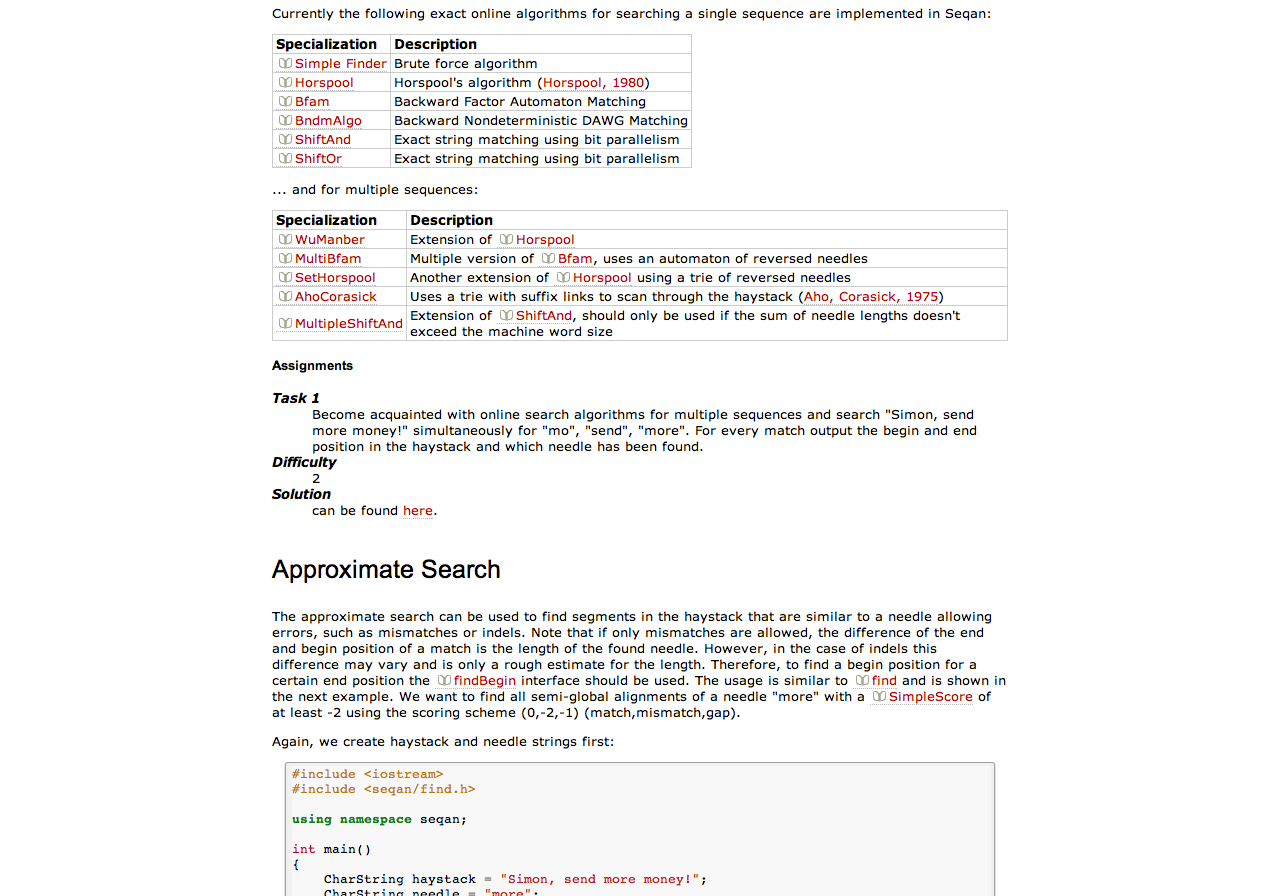 Currently the following exact online algorithms for searching a single sequence are implemented in Seqan:
Specialization Description
Simple Finder Brute force algorithm
Horspool Horspool's algorithm (Horspool, 1980)
Bfam Backward Factor Automaton Matching
BndmAlgo Backward Nondeterministic DAWG Matching
ShiftAnd Exact string matching using bit parallelism
ShiftOr Exact string matching using bit parallelism
... and for multiple sequences:
Specialization Description
WuManber Extension of Horspool
MultiBfam Multiple version of Bfam, uses an automaton of reversed needles
SetHorspool Another extension of Horspool using a trie of reversed needles
AhoCorasick Uses a trie with suffix links to scan through the haystack (Aho, Corasick, 1975)
MultipleShiftAnd Extension of ShiftAnd, should only be used if the sum of needle lengths doesn't
exceed the machine word size
Assignments
Task 1
Become acquainted with online search algorithms for multiple sequences and search "Simon, send
more money!" simultaneously for "mo", "send", "more". For every match output the begin and end
position in the haystack and which needle has been found.
Difficulty
2
Solution
can be found here.
Approximate Search
The approximate search can be used to find segments in the haystack that are similar to a needle allowing
errors, such as mismatches or indels. Note that if only mismatches are allowed, the difference of the end
and begin position of a match is the length of the found needle. However, in the case of indels this
difference may vary and is only a rough estimate for the length. Therefore, to find a begin position for a
certain end position the findBegin interface should be used. The usage is similar to find and is shown in
the next example. We want to find all semi-global alignments of a needle "more" with a SimpleScore of
at least -2 using the scoring scheme (0,-2,-1) (match,mismatch,gap).
Again, we create haystack and needle strings first:
#include <iostream>
#include <seqan/find.h>
using namespace seqan;
int main()
{
CharString haystack = "Simon, send more money!";
CharString needle = "more";